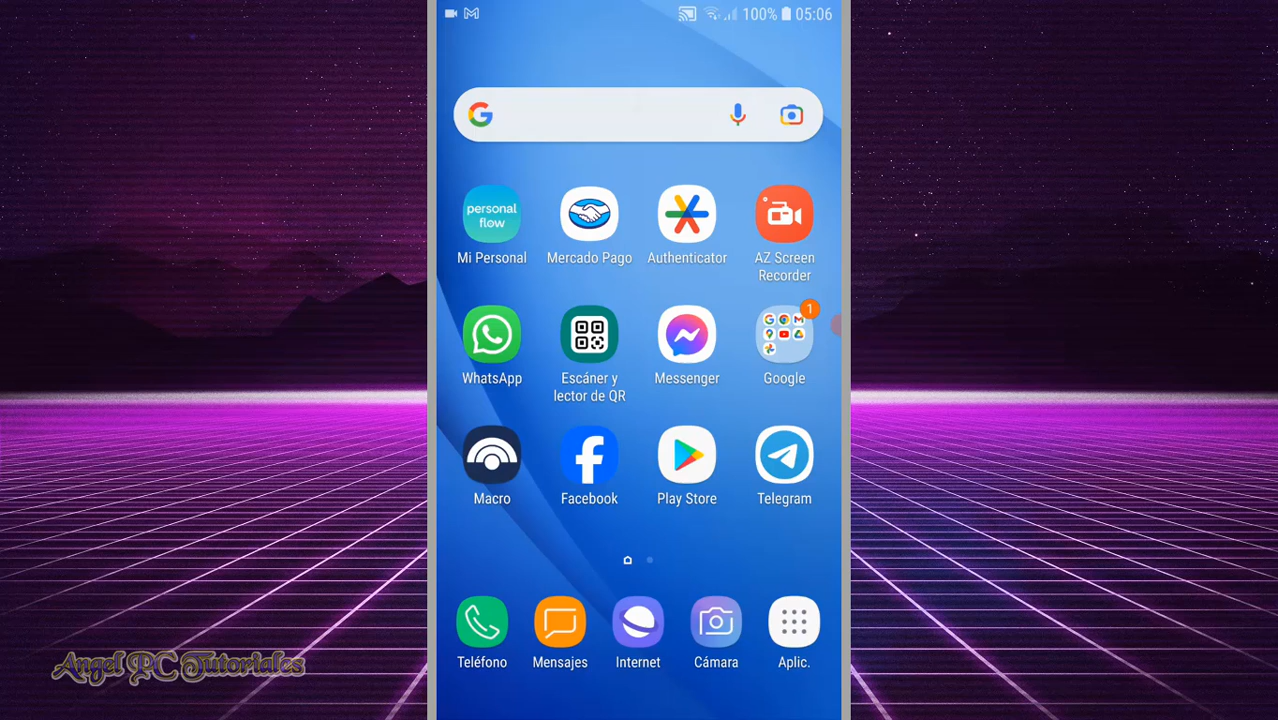 100% 05:06
personal
flow
Mi Personal
Mercado Pago
Authenticator
AZ Screen
Recorder
1
WhatsApp
Escáner y
lector de QR
Messenger
Google
Macro
Facebook
Play Store
Telegram
Teléfono
Mensajes
Internet
Cámara
Aplic.
Angel PC Tutoriales